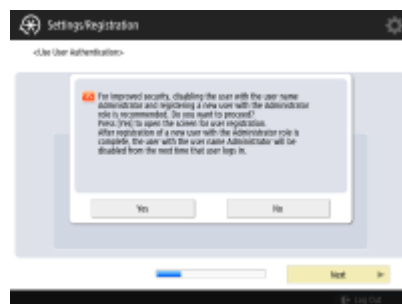 Settings/Registration
<Use User Authentication>
For improved security, disabling the user with the user name
Administrator and registering a new user with the Administrator
role is recommended. Do you want to proceed?
Press [Yes] to open the screen for user registration.
After registration of a new user with the Administrator role is
complete, the user with the user name Administrator will be
disabled from the next time that user logs in.
Yes
No
Next
Log Out